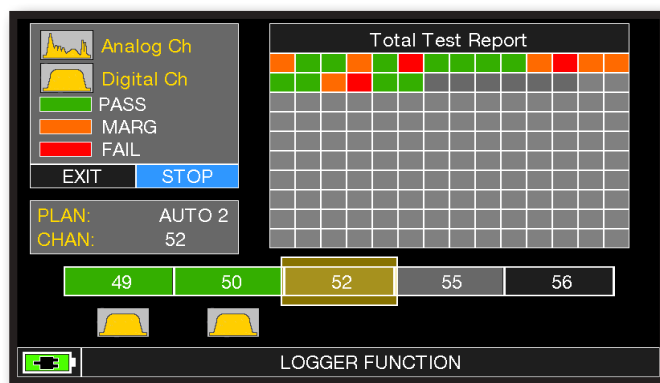 Analog Ch
Digital Ch
PASS
MARG
FAIL
EXIT STOP
PLAN: AUTO 2
CHAN: 52
Total Test Report
49 50 52 55 56
LOGGER FUNCTION